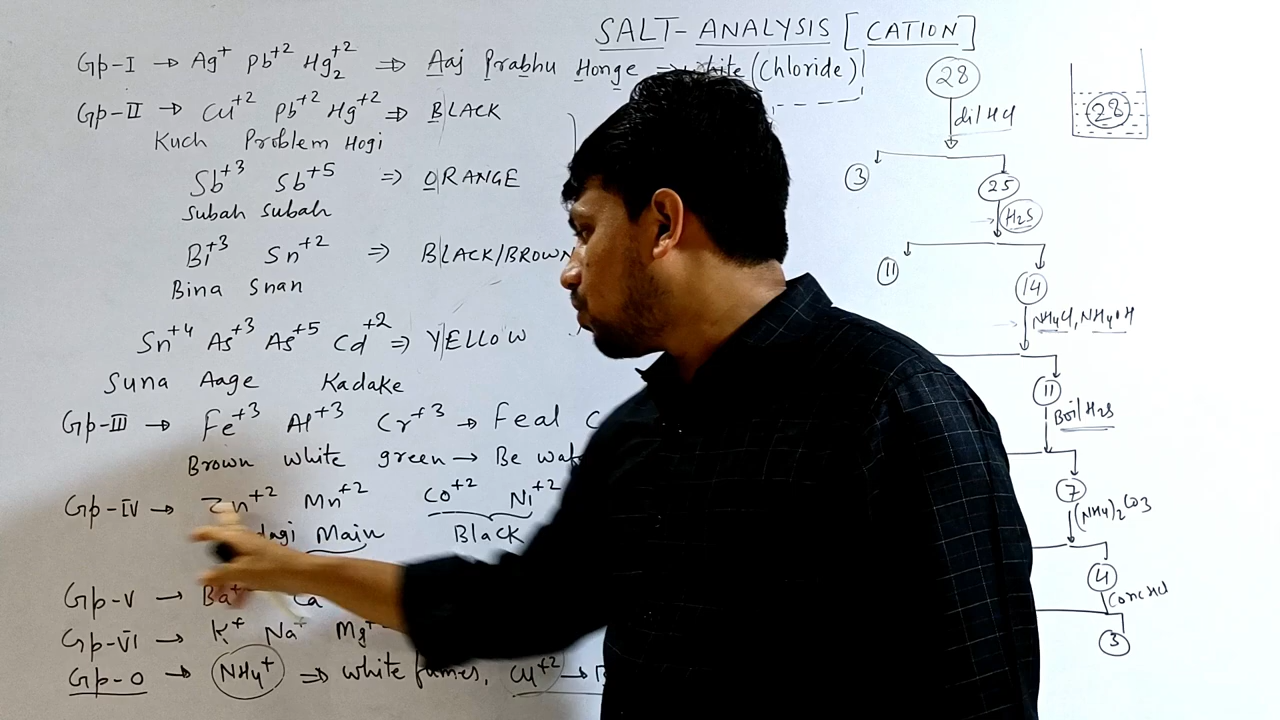 SALT-ANALYSIS [CATION]
Gp-I → Ag⁺ Pb⁺² Hg₂⁺² ⇒ Aaj Prabhu Honge → white (Chloride)
Gp-II → Cu⁺² Pb⁺² Hg⁺² ⇒ BLACK
Kuch Problem Hogi
Sb⁺³ Sb⁺⁵ ⇒ ORANGE
Subah Subah
Bi⁺³ Sn⁺² ⇒ BLACK/BROWN
Bina Snan
Sn⁺⁴ As⁺³ As⁺⁵ Cd⁺² ⇒ YELLOW
Suna Aage Kadake
Gp-III → Fe⁺³ Al⁺³ Cr⁺³ → Feal
Brown white green → Be
Gp-IV → Zn⁺² Mn⁺² Co⁺² Ni⁺²
Main Black
Gp-V → Ba Ca
Gp-VI → K⁺ Na⁺ Mg⁺
Gp-0 → NH₄⁺ ⇒ white fumes, Cu⁺² → B
28
28
dil HCl
3
25
H₂S
11
14
NH₄Cl, NH₄OH
11
Boil H₂S
7
(NH₄)₂CO₃
4
Conc Hcl
3